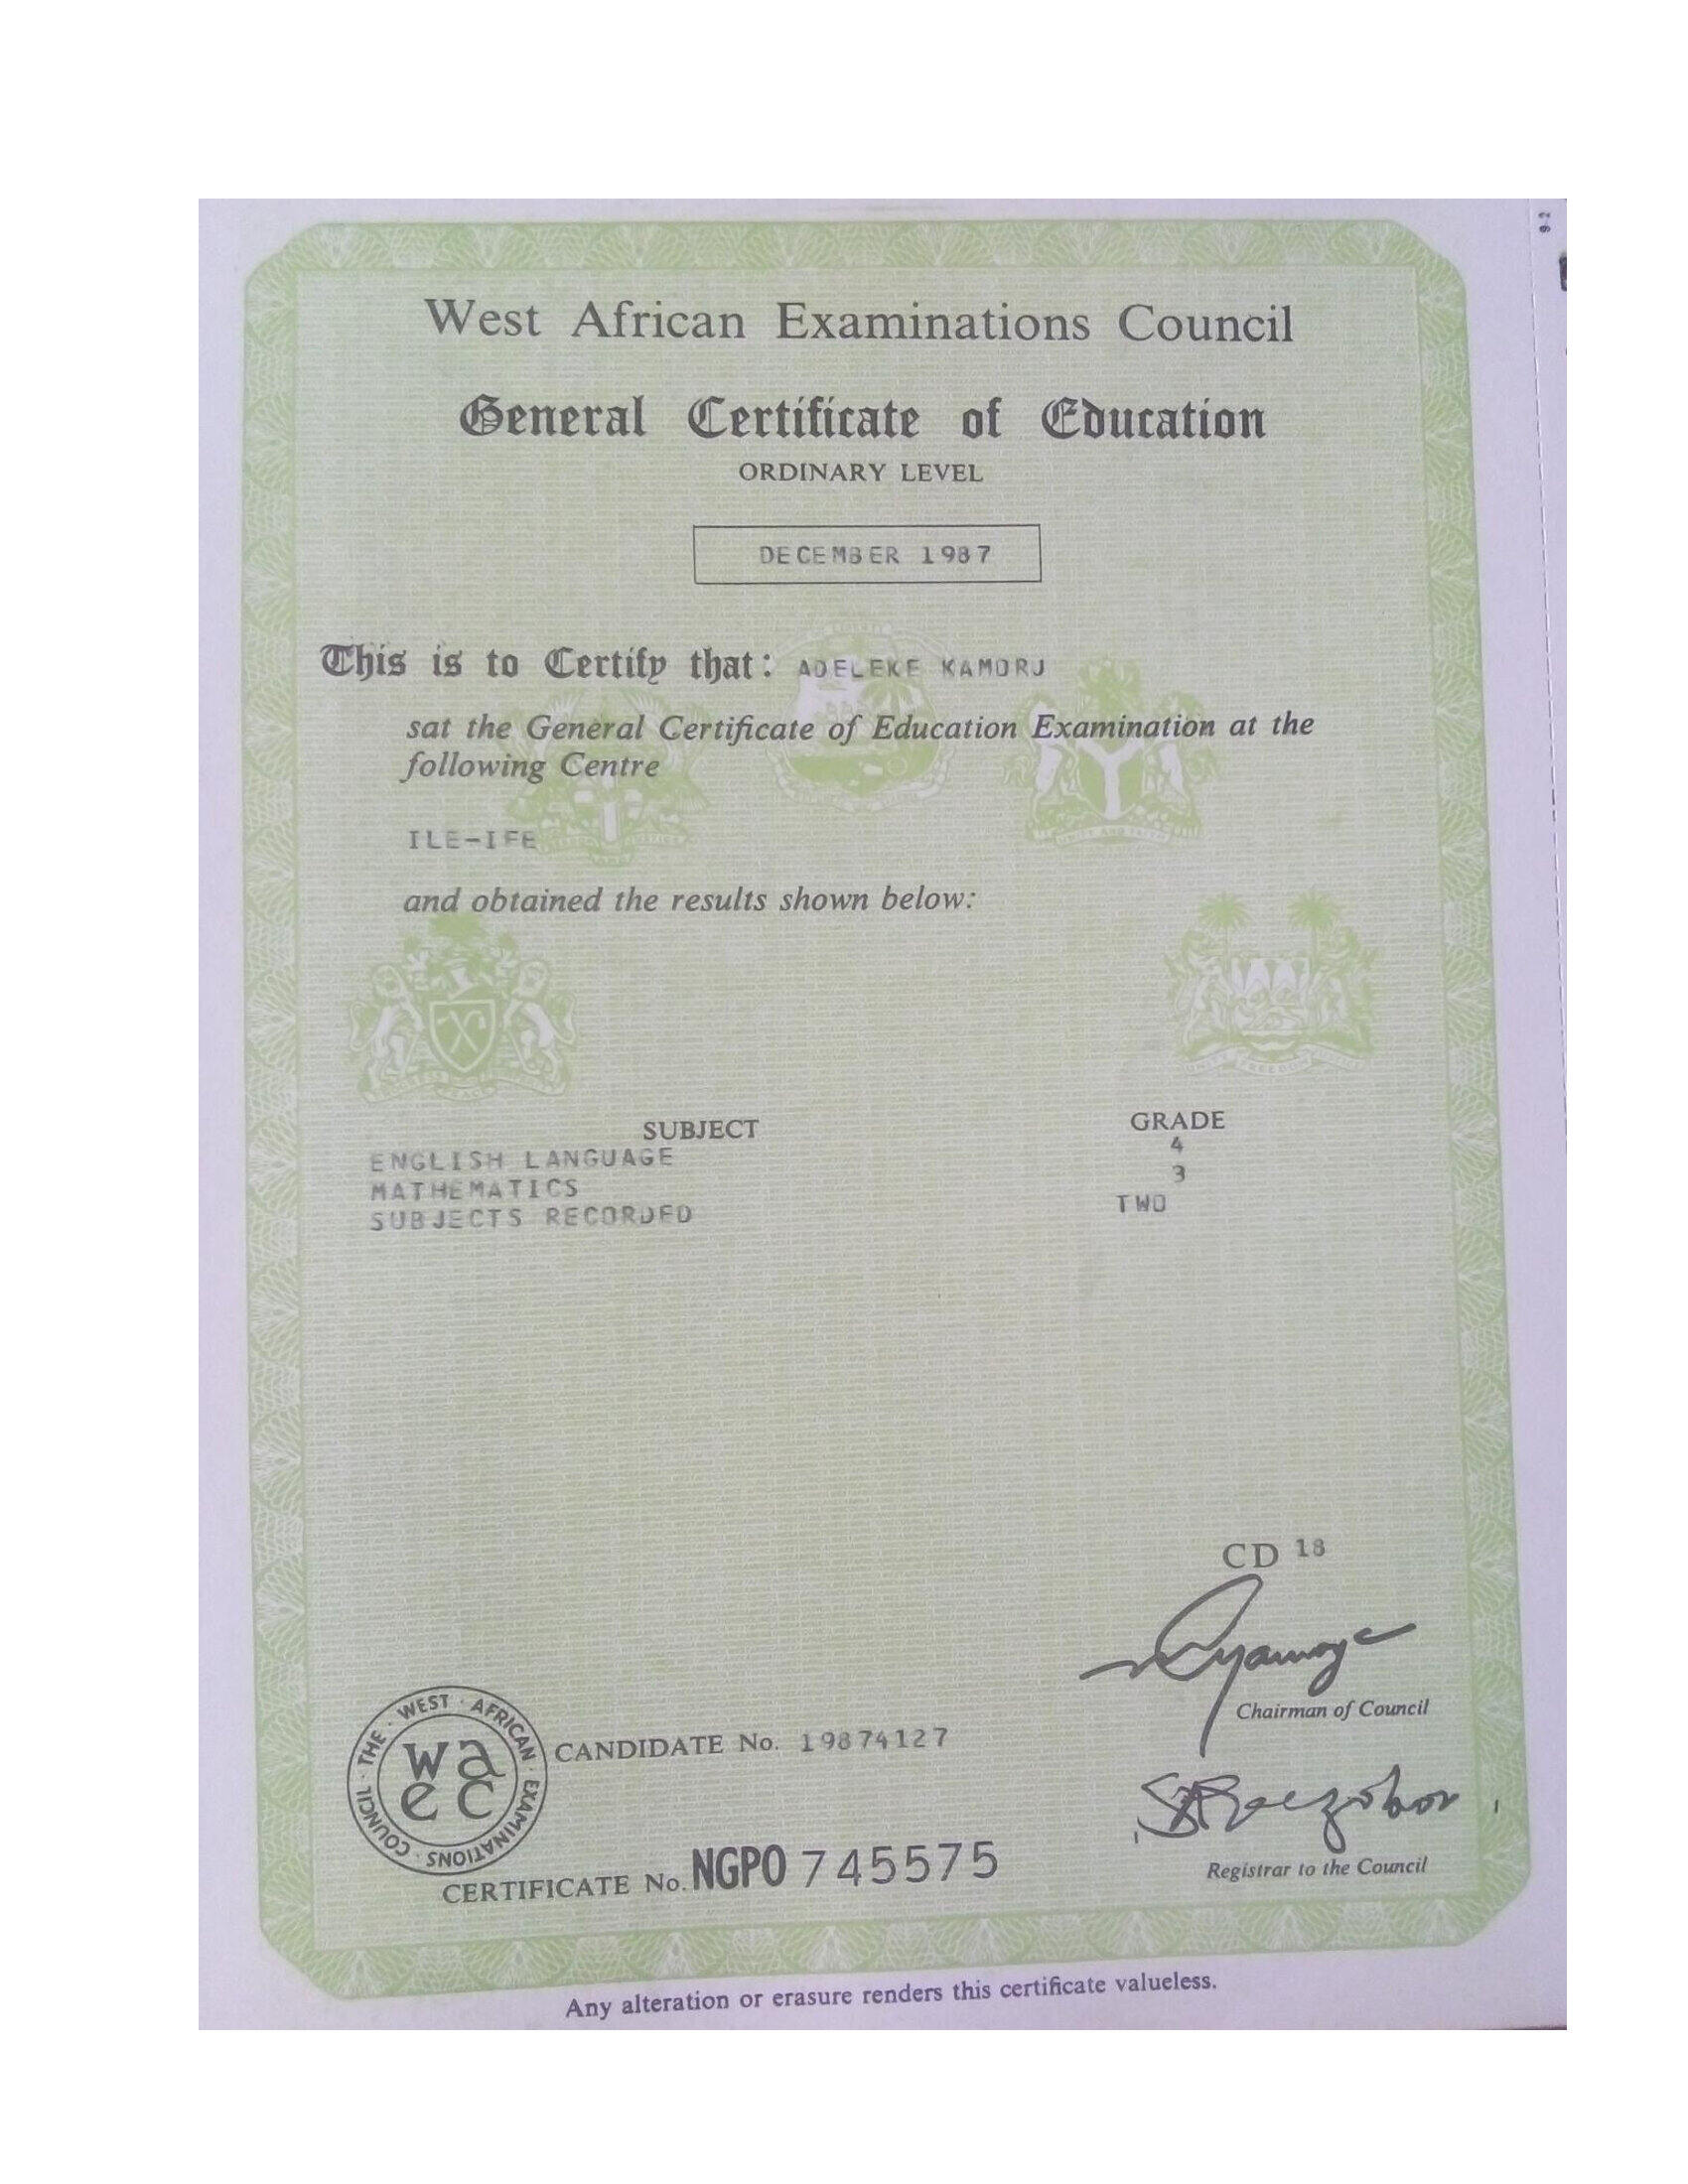 West African Examinations Council
General Certificate of Education
ORDINARY LEVEL
DECEMBER 1987
This is to Certify that: ADELEKE KAMORJ
sat the General Certificate of Education Examination at the
following Centre
ILE-IFE
and obtained the results shown below:
SUBJECT GRADE
ENGLISH LANGUAGE 4
MATHEMATICS 3
SUBJECTS RECORDED TWO
CD 18
Chairman of Council
THE · WEST · AFRICAN · EXAMINATIONS · COUNCIL ·
wa
ec
CANDIDATE No. 19874127
CERTIFICATE No. NGPO 745575
Registrar to the Council
Any alteration or erasure renders this certificate valueless.